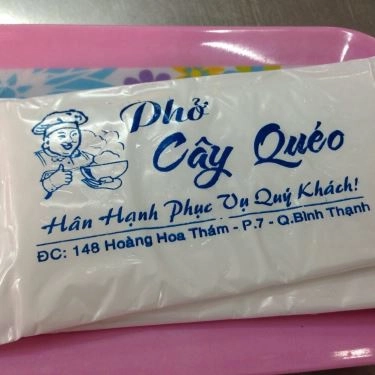 Phở
Cây Quéo
Hân Hạnh Phục Vụ Quý Khách!
ĐC: 148 Hoàng Hoa Thám - P.7 - Q.Bình Thạnh